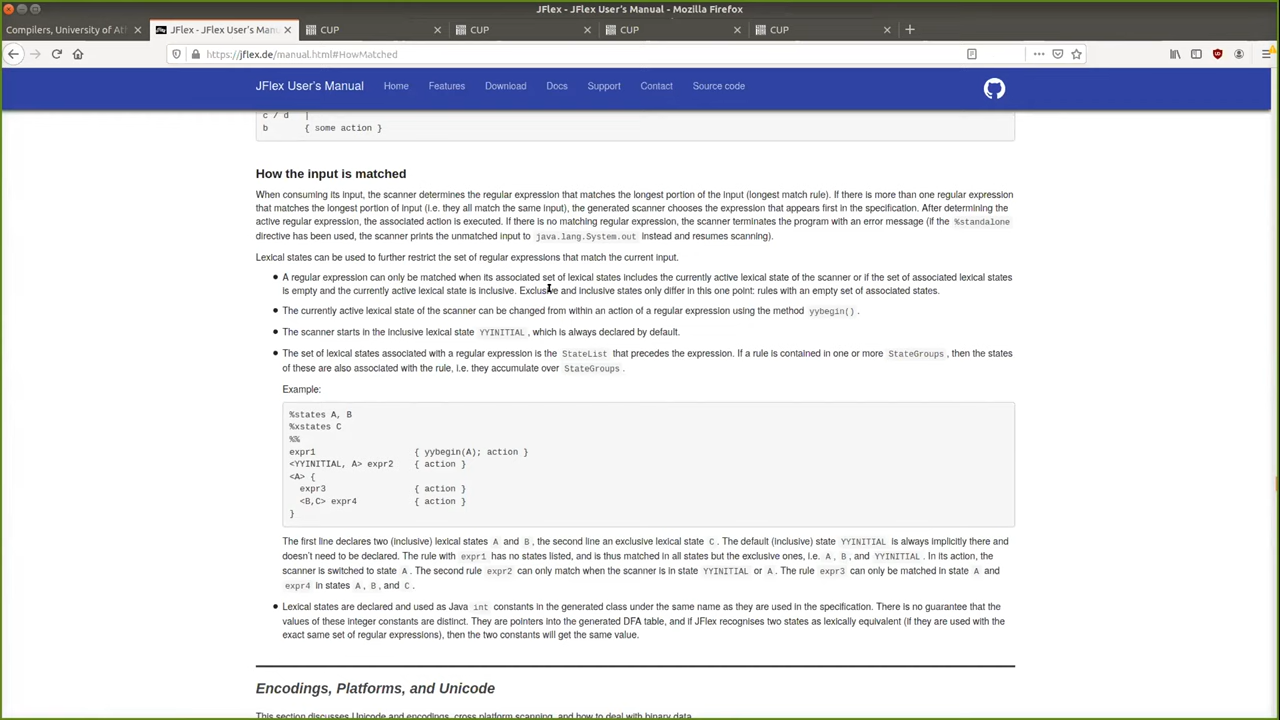 JFlex - JFlex User's Manual - Mozilla Firefox
Compilers, University of Ath
JFlex - JFlex User's Manu
CUP
CUP
CUP
CUP
https://jflex.de/manual.html#HowMatched
JFlex User's Manual Home Features Download Docs Support Contact Source code
c / d |
b { some action }
How the input is matched
When consuming its input, the scanner determines the regular expression that matches the longest portion of the input (longest match rule). If there is more than one regular expression
that matches the longest portion of input (i.e. they all match the same input), the generated scanner chooses the expression that appears first in the specification. After determining the
active regular expression, the associated action is executed. If there is no matching regular expression, the scanner terminates the program with an error message (if the %standalone
directive has been used, the scanner prints the unmatched input to java.lang.System.out instead and resumes scanning).
Lexical states can be used to further restrict the set of regular expressions that match the current input.
• A regular expression can only be matched when its associated set of lexical states includes the currently active lexical state of the scanner or if the set of associated lexical states
is empty and the currently active lexical state is inclusive. Exclusive and inclusive states only differ in this one point: rules with an empty set of associated states.
• The currently active lexical state of the scanner can be changed from within an action of a regular expression using the method yybegin().
• The scanner starts in the inclusive lexical state YYINITIAL, which is always declared by default.
• The set of lexical states associated with a regular expression is the StateList that precedes the expression. If a rule is contained in one or more StateGroups, then the states
of these are also associated with the rule, i.e. they accumulate over StateGroups.
Example:
%states A, B
%xstates C
%%
expr1 { yybegin(A); action }
<YYINITIAL, A> expr2 { action }
<A> {
expr3 { action }
<B,C> expr4 { action }
}
The first line declares two (inclusive) lexical states A and B, the second line an exclusive lexical state C. The default (inclusive) state YYINITIAL is always implicitly there and
doesn't need to be declared. The rule with expr1 has no states listed, and is thus matched in all states but the exclusive ones, i.e. A, B, and YYINITIAL. In its action, the
scanner is switched to state A. The second rule expr2 can only match when the scanner is in state YYINITIAL or A. The rule expr3 can only be matched in state A and
expr4 in states A, B, and C.
• Lexical states are declared and used as Java int constants in the generated class under the same name as they are used in the specification. There is no guarantee that the
values of these integer constants are distinct. They are pointers into the generated DFA table, and if JFlex recognises two states as lexically equivalent (if they are used with the
exact same set of regular expressions), then the two constants will get the same value.
Encodings, Platforms, and Unicode
This section discusses Unicode and encodings, cross platform scanning, and how to deal with binary data.